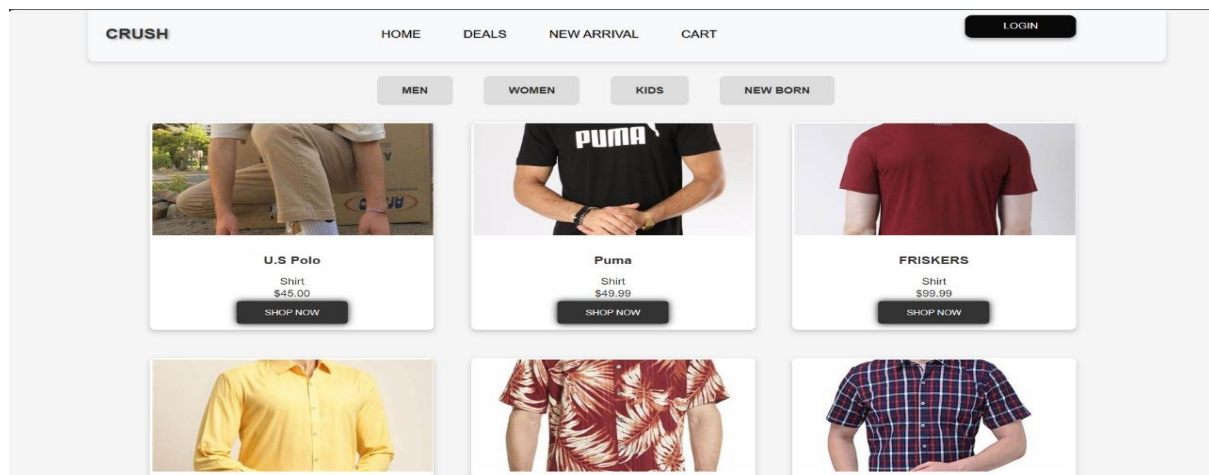 CRUSH HOME DEALS NEW ARRIVAL CART LOGIN
MEN WOMEN KIDS NEW BORN
PUMA
U.S Polo Puma FRISKERS
Shirt Shirt Shirt
$45.00 $49.99 $99.99
SHOP NOW SHOP NOW SHOP NOW